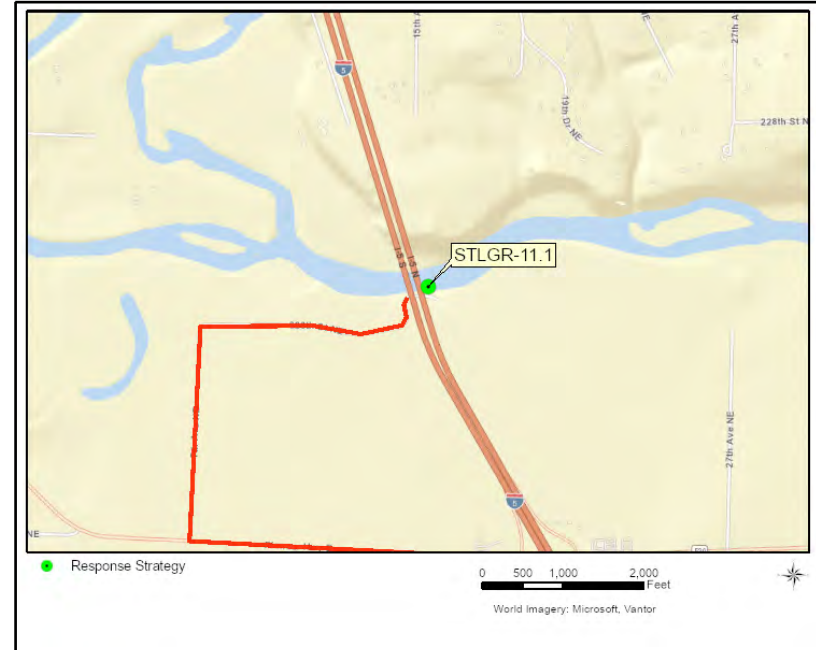 15th A
NE
27th A
5
19th Dr NE
228th St N
I-5 S
I-5 N
STLGR-11.1
27th Ave NE
5
NE
Response Strategy
0 500 1,000 2,000
Feet
World Imagery: Microsoft, Vantor